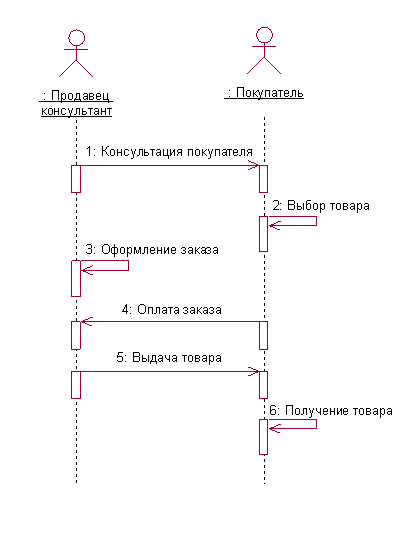 : Продавец
консультант
: Покупатель
1: Консультация покупателя
2: Выбор товара
3: Оформление заказа
4: Оплата заказа
5: Выдача товара
6: Получение товара